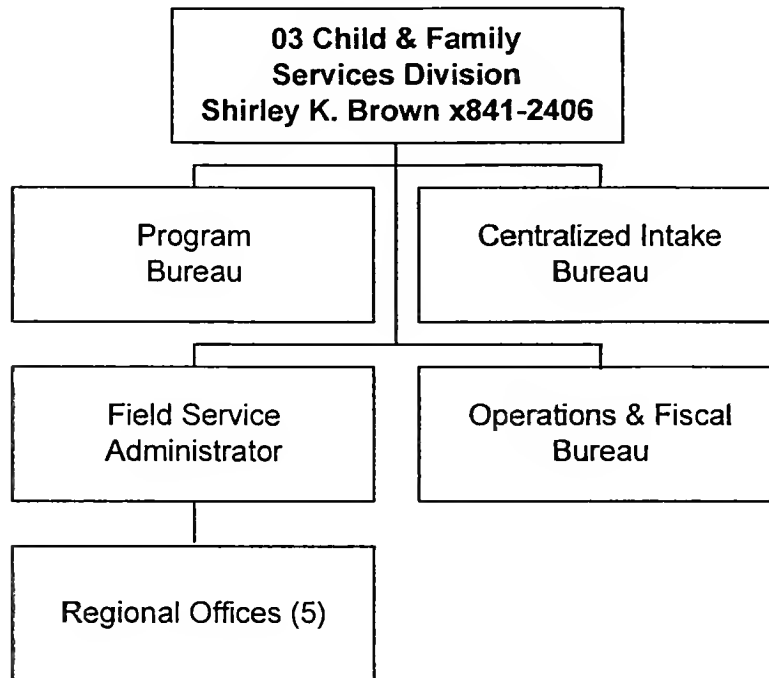 03 Child & Family
Services Division
Shirley K. Brown x841-2406
Program
Bureau
Centralized Intake
Bureau
Field Service
Administrator
Operations & Fiscal
Bureau
Regional Offices (5)